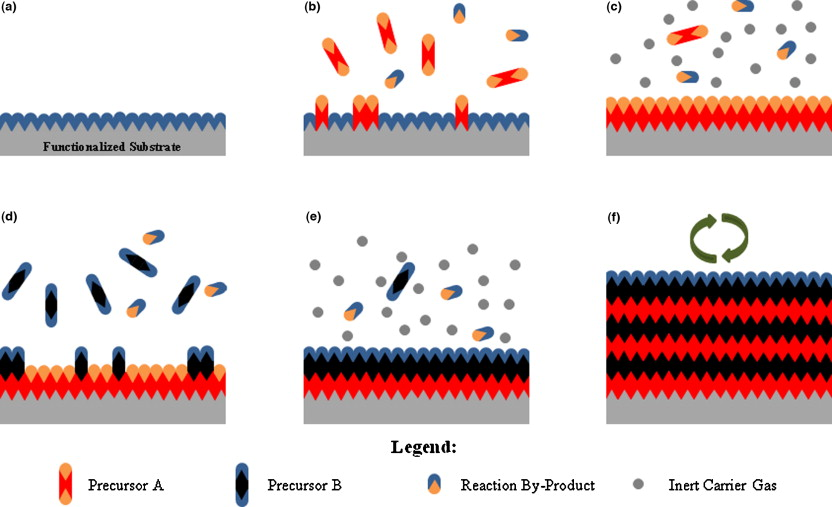 (a)
(b)
(c)
Functionalized Substrate
(d)
(e)
(f)
Legend:
Precursor A
Precursor B
Reaction By-Product
Inert Carrier Gas